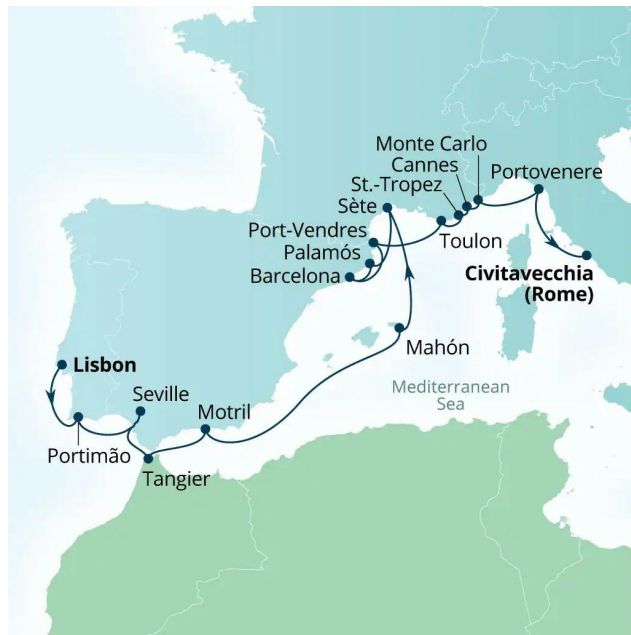 Monte Carlo
Cannes
St.-Tropez
Portovenere
Sète
Port-Vendres
Toulon
Palamós
Barcelona
Civitavecchia
(Rome)
Mahón
Lisbon
Mediterranean
Sea
Seville
Motril
Portimão
Tangier